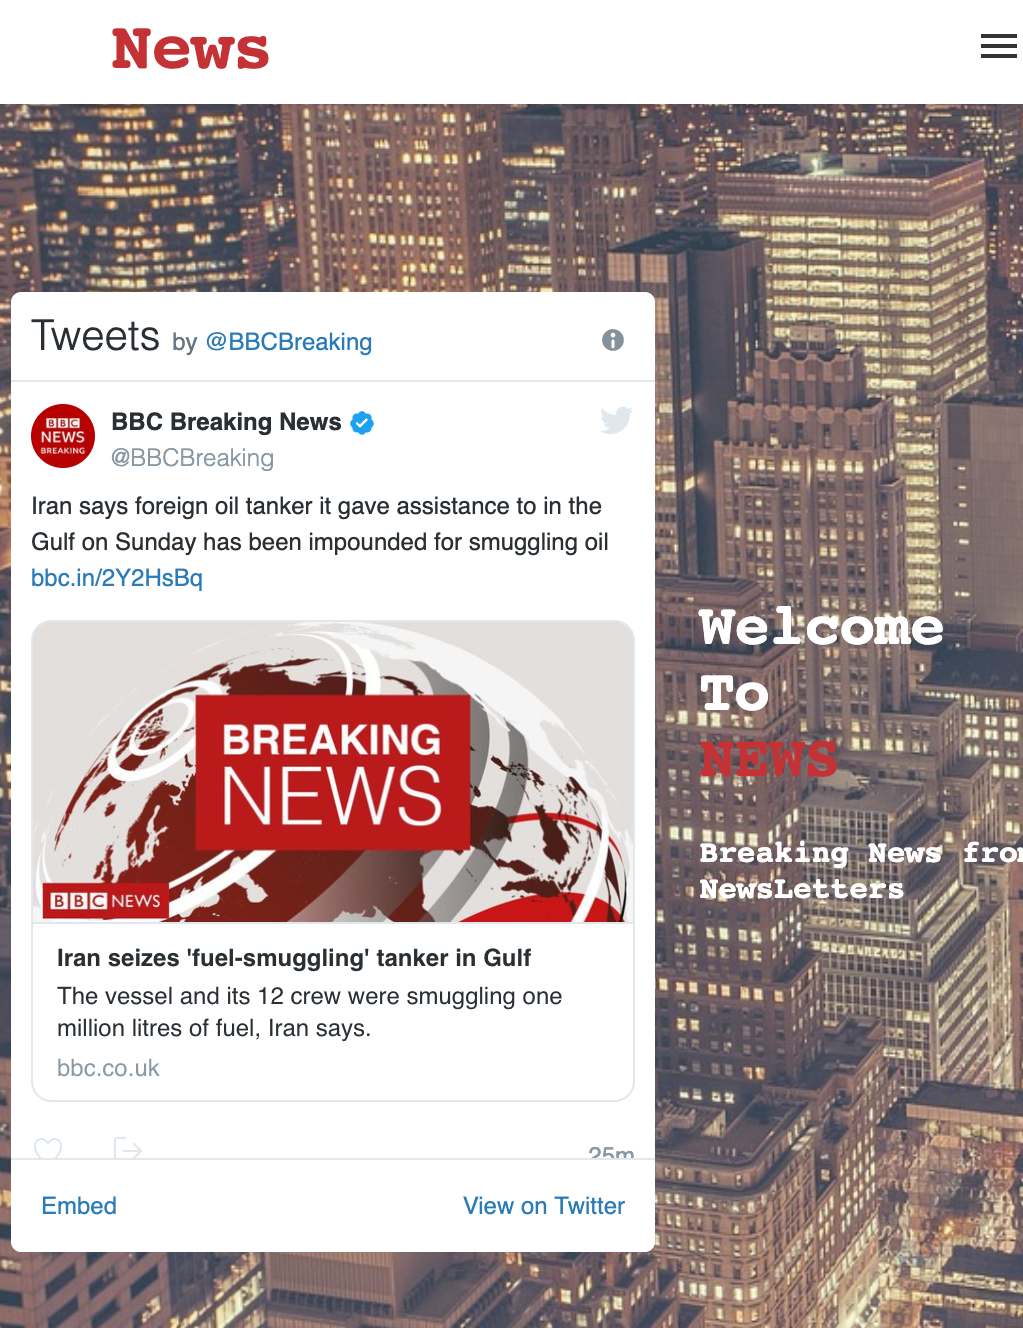 News
Tweets by @BBCBreaking
BBC NEWS BREAKING
BBC Breaking News
@BBCBreaking
Iran says foreign oil tanker it gave assistance to in the
Gulf on Sunday has been impounded for smuggling oil
bbc.in/2Y2HsBq
BREAKING
NEWS
BBC NEWS
Iran seizes 'fuel-smuggling' tanker in Gulf
The vessel and its 12 crew were smuggling one
million litres of fuel, Iran says.
bbc.co.uk
25m
Embed
View on Twitter
Welcome
To
NEWS
Breaking News from
NewsLetters